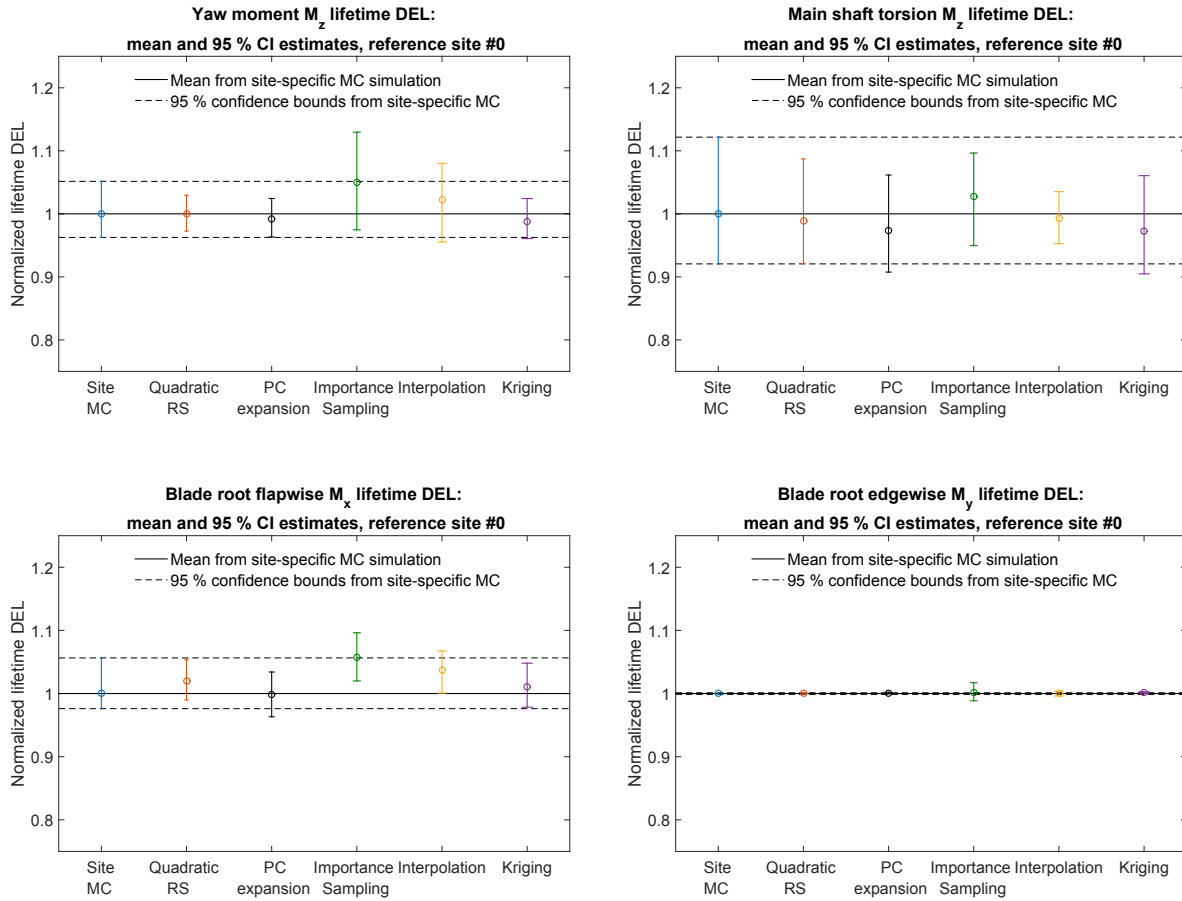 Yaw moment M_z lifetime DEL:
mean and 95 % CI estimates, reference site #0
Mean from site-specific MC simulation
95 % confidence bounds from site-specific MC
Normalized lifetime DEL
1.2
1.1
1
0.9
0.8
Site MC
Quadratic RS
PC expansion
Importance Sampling
Interpolation
Kriging
Main shaft torsion M_z lifetime DEL:
mean and 95 % CI estimates, reference site #0
Mean from site-specific MC simulation
95 % confidence bounds from site-specific MC
Normalized lifetime DEL
1.2
1.1
1
0.9
0.8
Site MC
Quadratic RS
PC expansion
Importance Sampling
Interpolation
Kriging
Blade root flapwise M_x lifetime DEL:
mean and 95 % CI estimates, reference site #0
Mean from site-specific MC simulation
95 % confidence bounds from site-specific MC
Normalized lifetime DEL
1.2
1.1
1
0.9
0.8
Site MC
Quadratic RS
PC expansion
Importance Sampling
Interpolation
Kriging
Blade root edgewise M_y lifetime DEL:
mean and 95 % CI estimates, reference site #0
Mean from site-specific MC simulation
95 % confidence bounds from site-specific MC
Normalized lifetime DEL
1.2
1.1
1
0.9
0.8
Site MC
Quadratic RS
PC expansion
Importance Sampling
Interpolation
Kriging